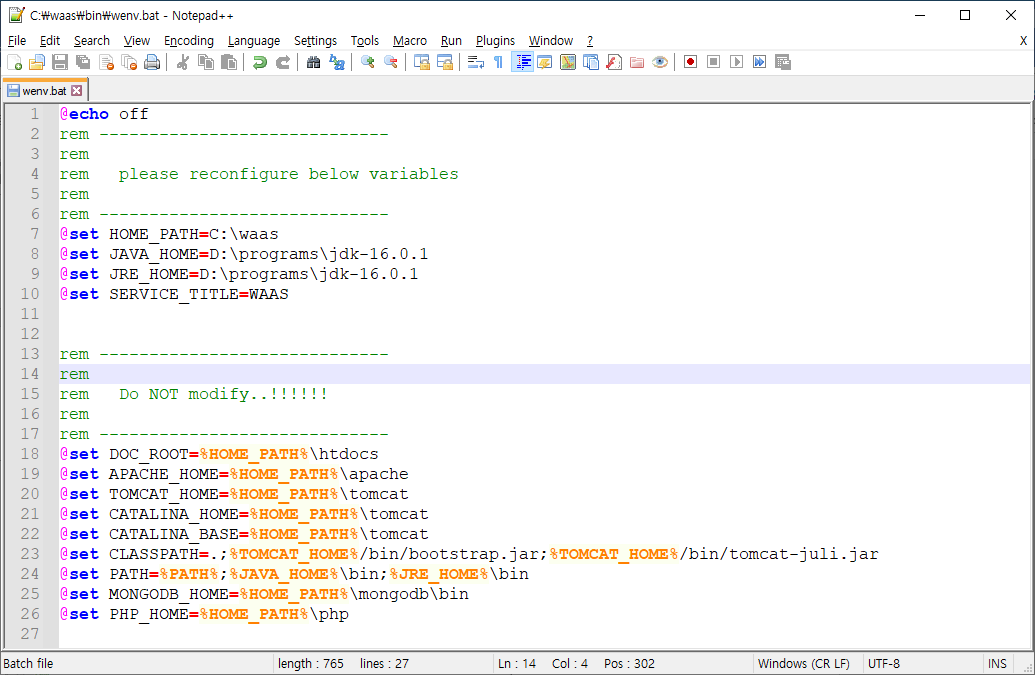 C:₩waas₩bin₩wenv.bat - Notepad++
File Edit Search View Encoding Language Settings Tools Macro Run Plugins Window ? X
wenv.bat
1 @echo off
2 rem -----------------------------
3 rem
4 rem   please reconfigure below variables
5 rem
6 rem -----------------------------
7 @set HOME_PATH=C:\waas
8 @set JAVA_HOME=D:\programs\jdk-16.0.1
9 @set JRE_HOME=D:\programs\jdk-16.0.1
10 @set SERVICE_TITLE=WAAS
11
12
13 rem -----------------------------
14 rem
15 rem   Do NOT modify..!!!!!!
16 rem
17 rem -----------------------------
18 @set DOC_ROOT=%HOME_PATH%\htdocs
19 @set APACHE_HOME=%HOME_PATH%\apache
20 @set TOMCAT_HOME=%HOME_PATH%\tomcat
21 @set CATALINA_HOME=%HOME_PATH%\tomcat
22 @set CATALINA_BASE=%HOME_PATH%\tomcat
23 @set CLASSPATH=.;%TOMCAT_HOME%/bin/bootstrap.jar;%TOMCAT_HOME%/bin/tomcat-juli.jar
24 @set PATH=%PATH%;%JAVA_HOME%\bin;%JRE_HOME%\bin
25 @set MONGODB_HOME=%HOME_PATH%\mongodb\bin
26 @set PHP_HOME=%HOME_PATH%\php
27
Batch file length : 765 lines : 27 Ln : 14 Col : 4 Pos : 302 Windows (CR LF) UTF-8 INS